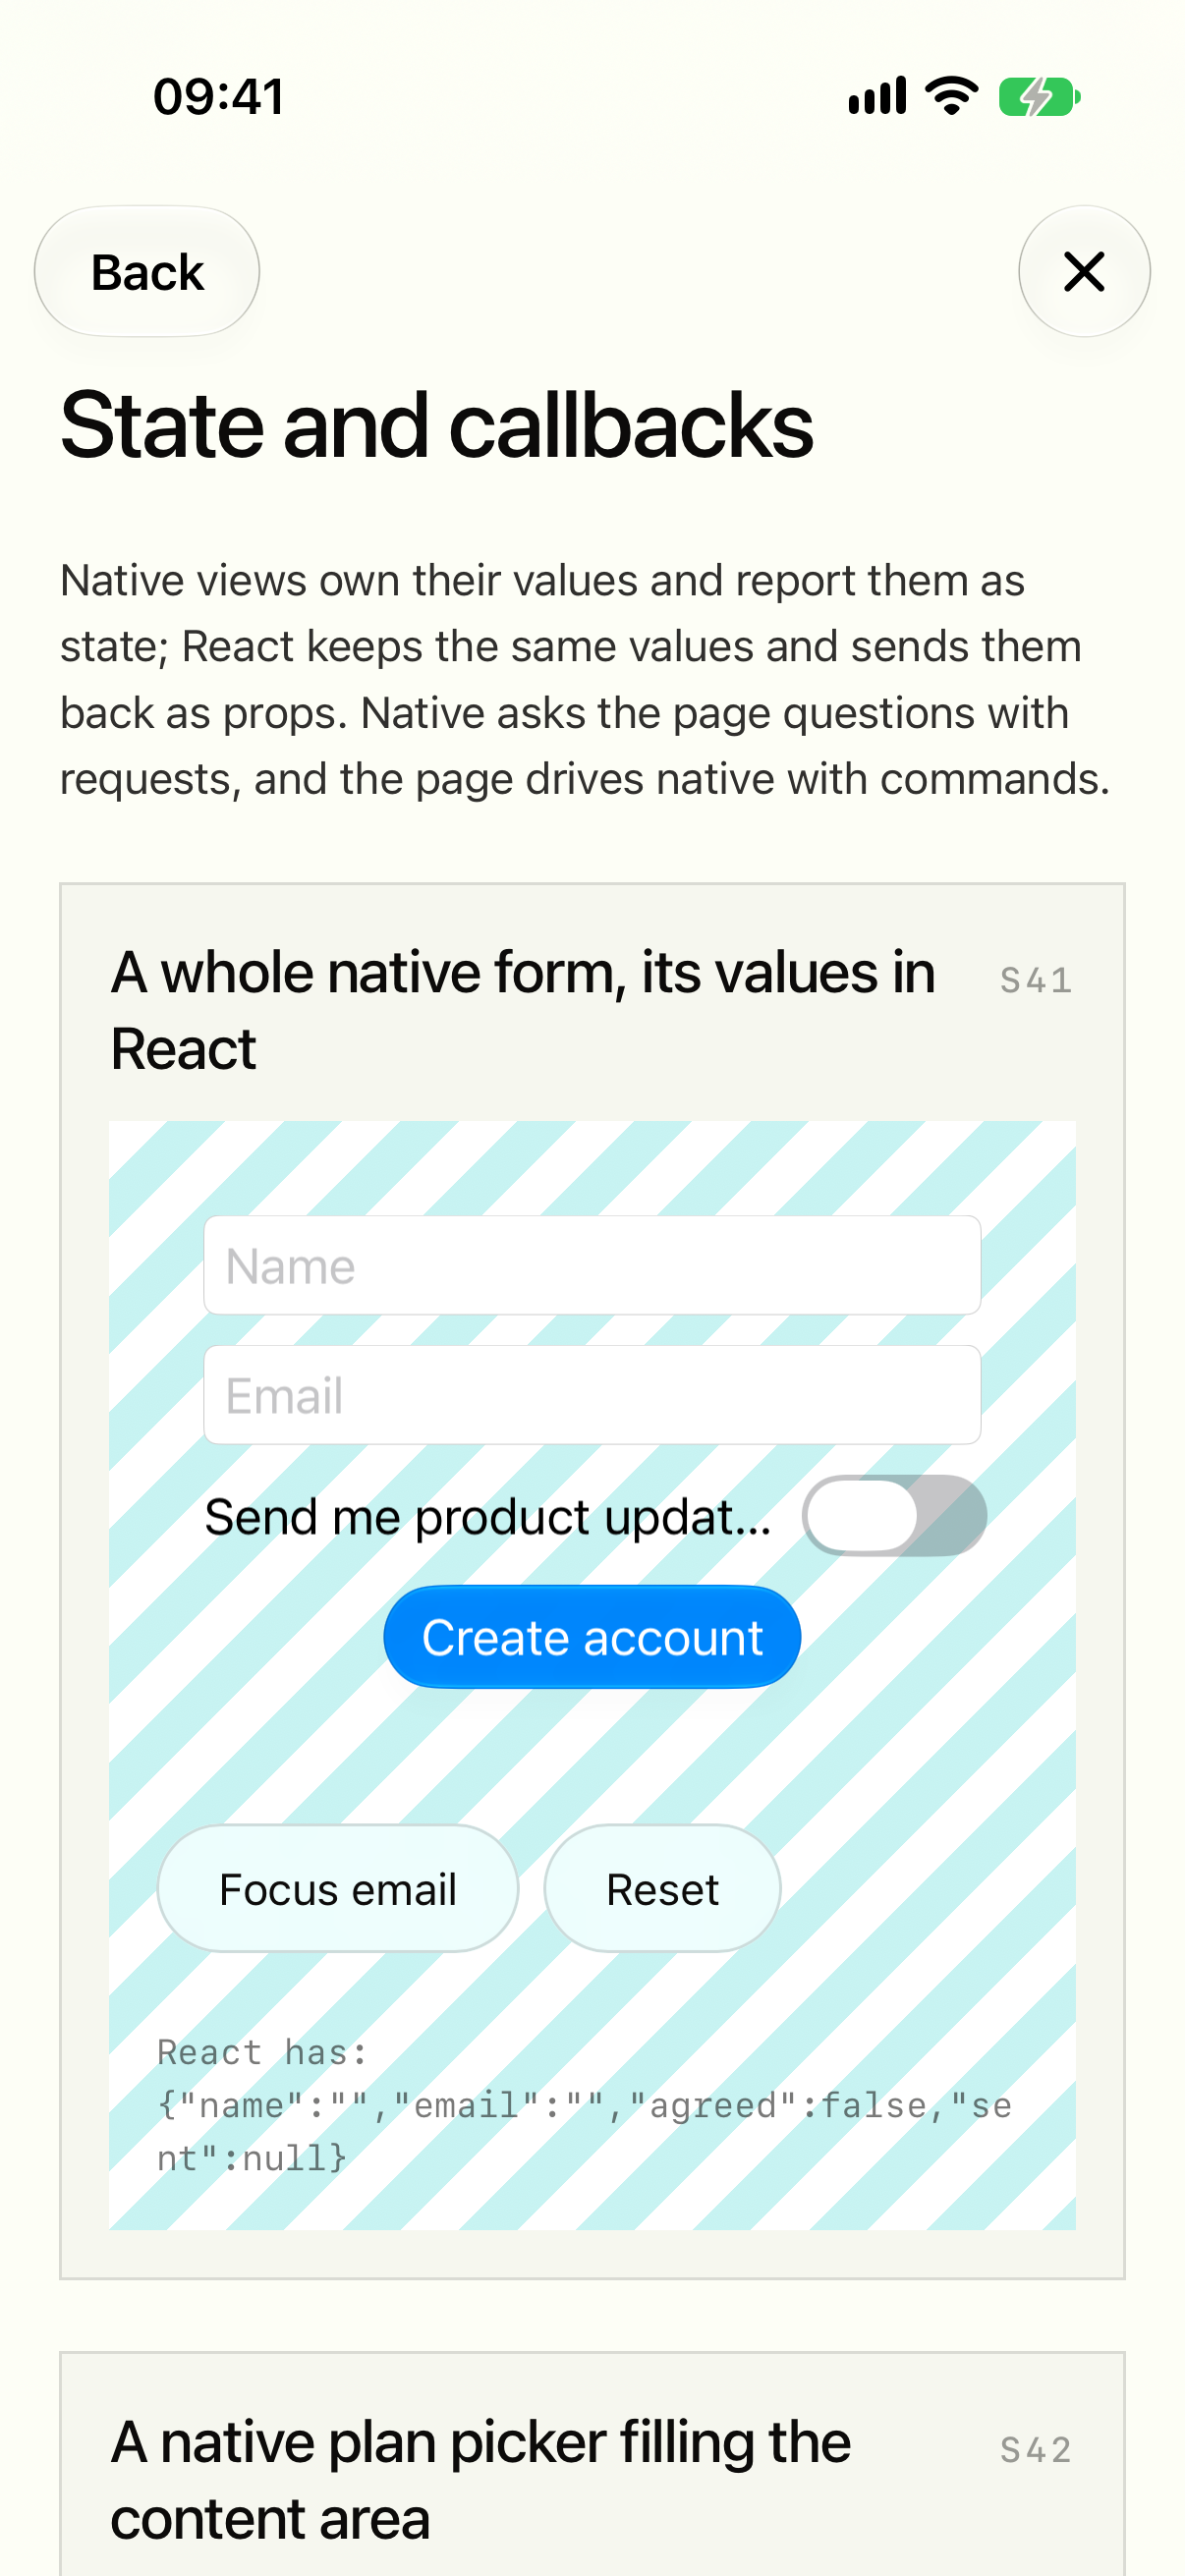 09:41
Back
State and callbacks
Native views own their values and report them as
state; React keeps the same values and sends them
back as props. Native asks the page questions with
requests, and the page drives native with commands.
A whole native form, its values in
React
S41
Name
Email
Send me product updat...
Create account
Focus email
Reset
React has:
{"name":"","email":"","agreed":false,"se
nt":null}
A native plan picker filling the
content area
S42